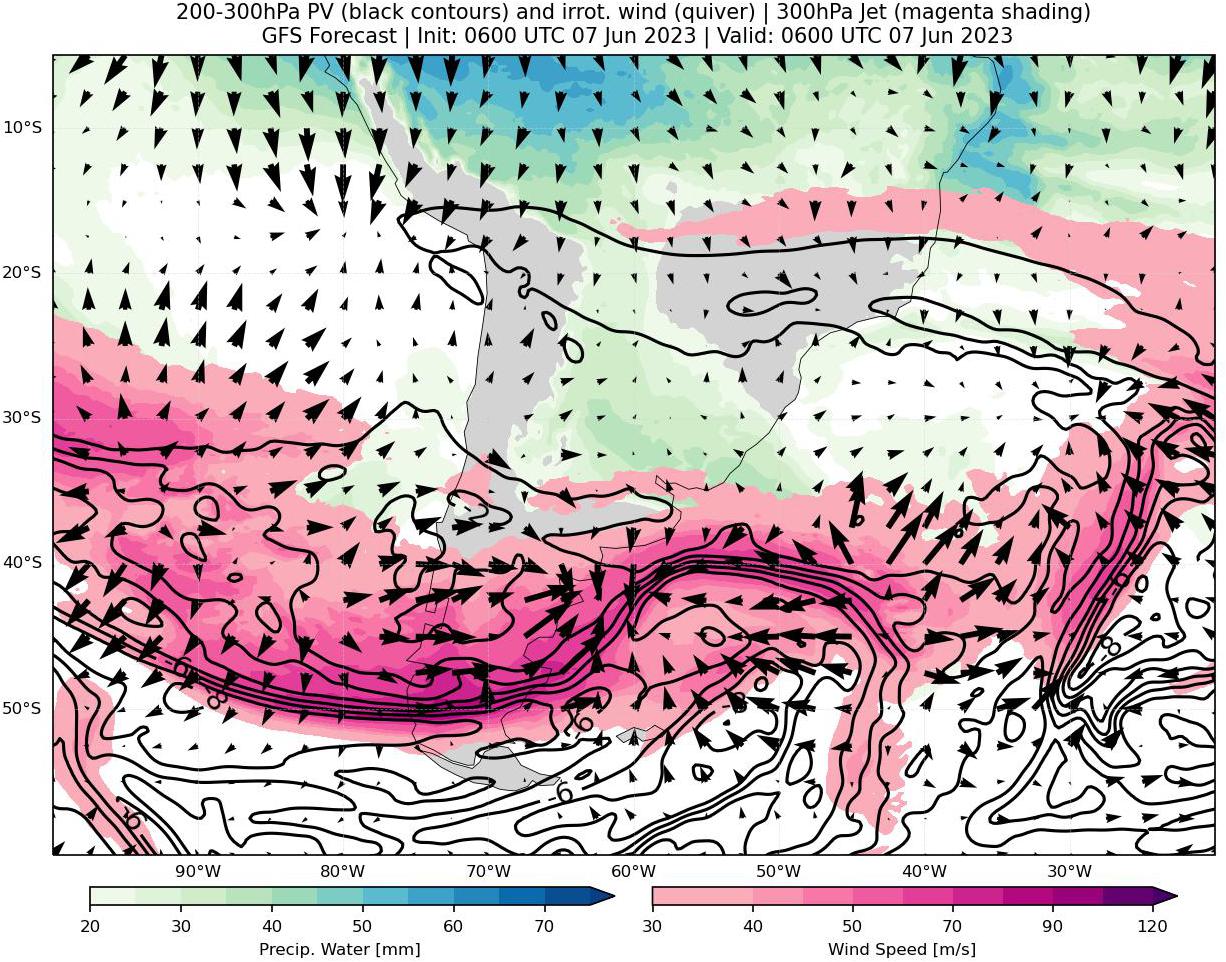 200-300hPa PV (black contours) and irrot. wind (quiver) | 300hPa Jet (magenta shading)
GFS Forecast | Init: 0600 UTC 07 Jun 2023 | Valid: 0600 UTC 07 Jun 2023
10°S
20°S
30°S
40°S
50°S
-6
-8
-6
-8
-6
-6
-6
90°W
80°W
70°W
60°W
50°W
40°W
30°W
20
30
40
50
60
70
30
40
50
70
90
120
Precip. Water [mm]
Wind Speed [m/s]